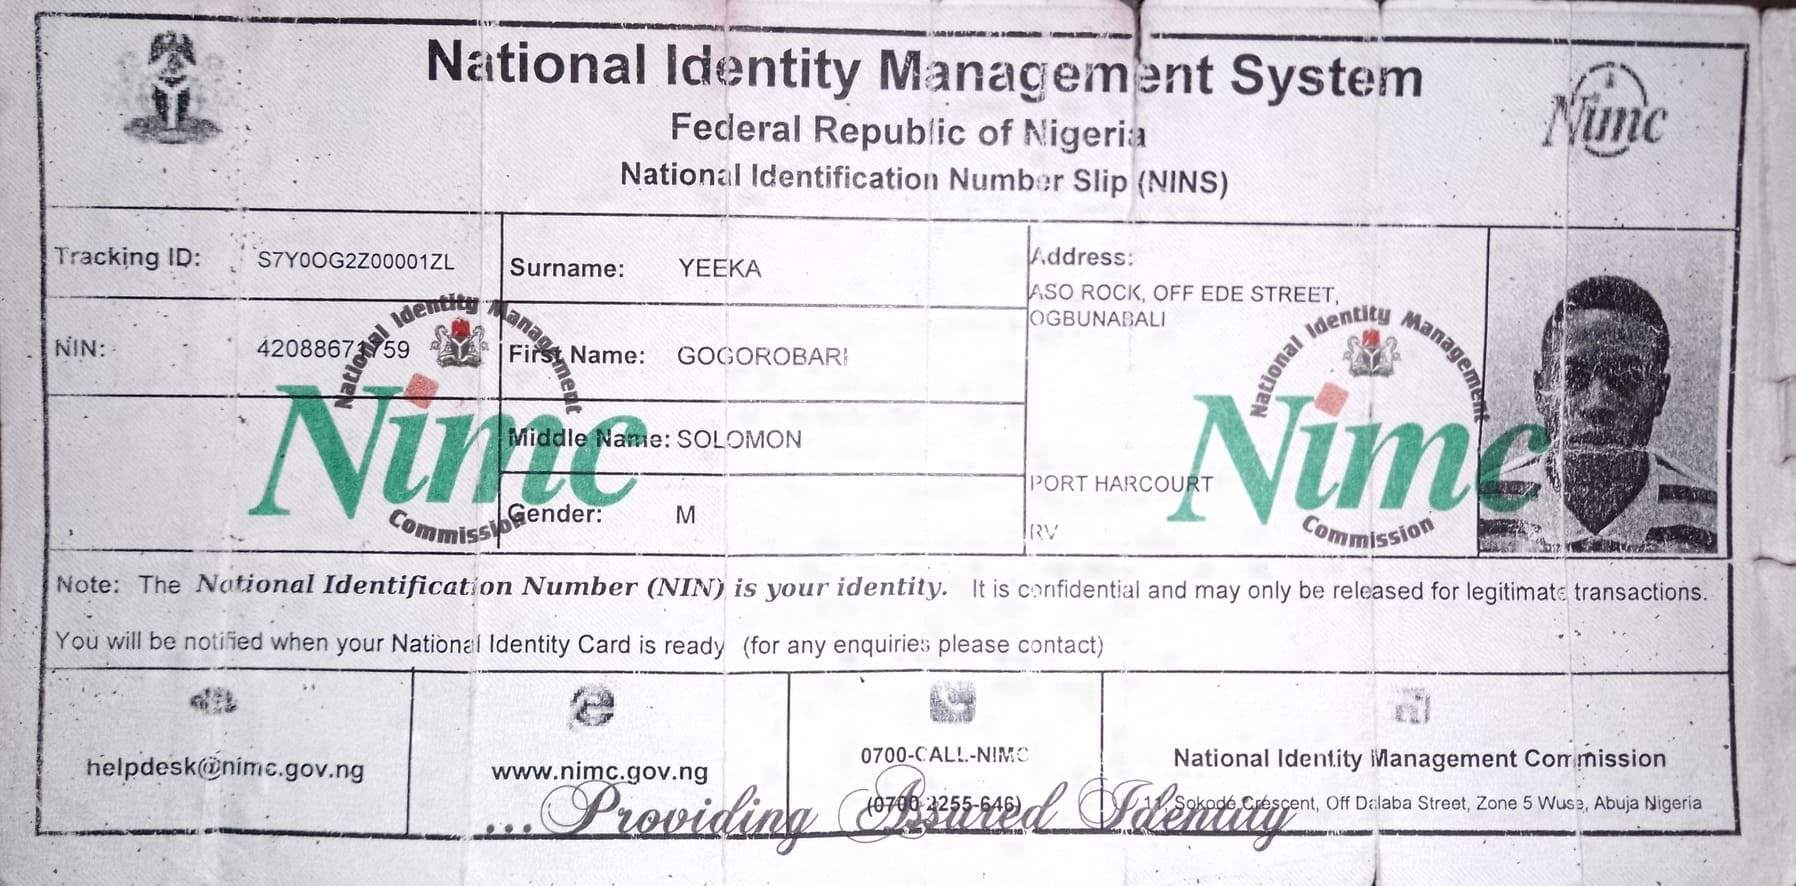 National Identity Management System
Federal Republic of Nigeria
National Identification Number Slip (NINS)
Nimc
Tracking ID: S7Y0OG2Z00001ZL
Surname: YEEKA
Address:
ASO ROCK, OFF EDE STREET,
OGBUNABALI
NIN:
First Name: GOGOROBARI
Middle Name: SOLOMON
Gender: M
PORT HARCOURT
RV
National Identity Management
Nimc
Commission
National Identity Management
Nimc
Commission
Note: The National Identification Number (NIN) is your identity. It is confidential and may only be released for legitimate transactions.
You will be notified when your National Identity Card is ready (for any enquiries please contact)
helpdesk@nimc.gov.ng
www.nimc.gov.ng
0700-CALL-NIMC
(0700-2255-646)
National Identity Management Commission
11, Sokode Crescent, Off Dalaba Street, Zone 5 Wuse, Abuja Nigeria
... Providing Assured Identity